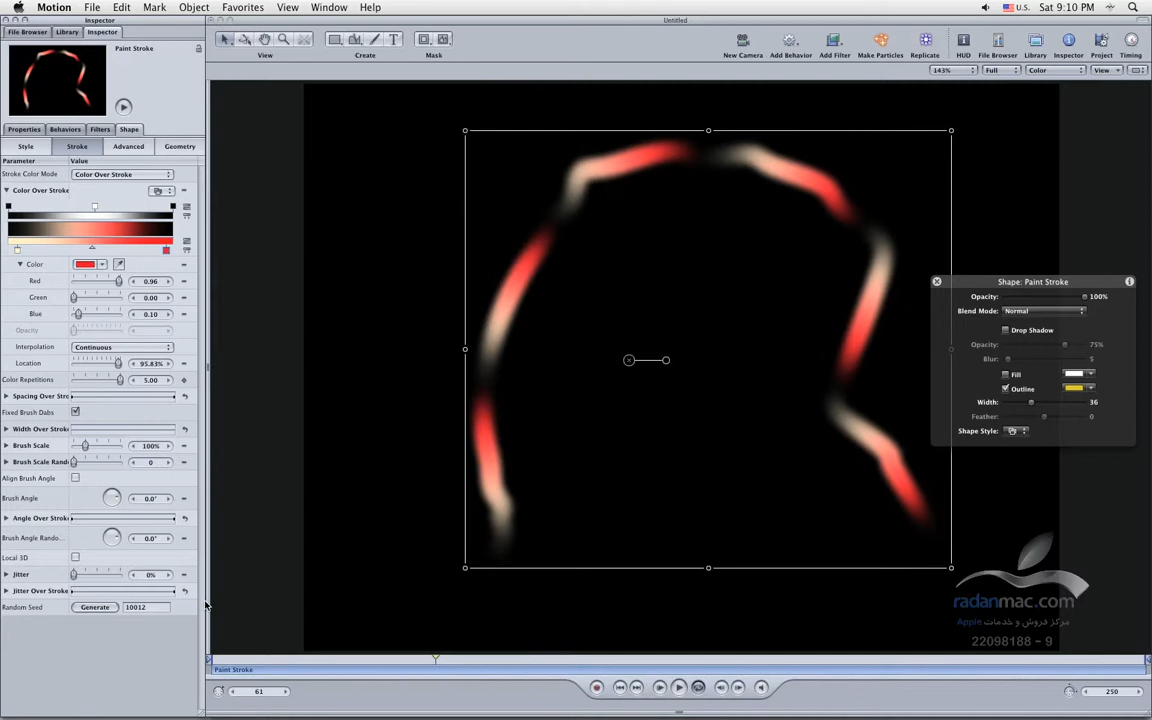 Motion File Edit Mark Object Favorites View Window Help
U.S. Sat 9:10 PM
Inspector
Untitled
File Browser Library Inspector
Paint Stroke
View Create Mask
New Camera Add Behavior Add Filter Make Particles Replicate HUD File Browser Library Inspector Project Timing
143% Full Color View
Properties Behaviors Filters Shape
Style Stroke Advanced Geometry
Parameter Value
Stroke Color Mode Color Over Stroke
Color Over Stroke
Color
Red 0.96
Green 0.00
Blue 0.10
Opacity
Interpolation Continuous
Location 95.83%
Color Repetitions 5.00
Spacing Over Strok
Fixed Brush Dabs
Width Over Stroke
Brush Scale 100%
Brush Scale Rand 0
Align Brush Angle
Brush Angle 0.0°
Angle Over Strok
Brush Angle Rando... 0.0°
Local 3D
Jitter 0%
Jitter Over Stroke
Random Seed Generate 10012
Shape: Paint Stroke
Opacity: 100%
Blend Mode: Normal
Drop Shadow
Opacity: 75%
Blur: 5
Fill
Outline
Width: 36
Feather: 0
Shape Style:
radanmac.com
مرکز فروش و خدمات Apple
22098188 - 9
Paint Stroke
61 250